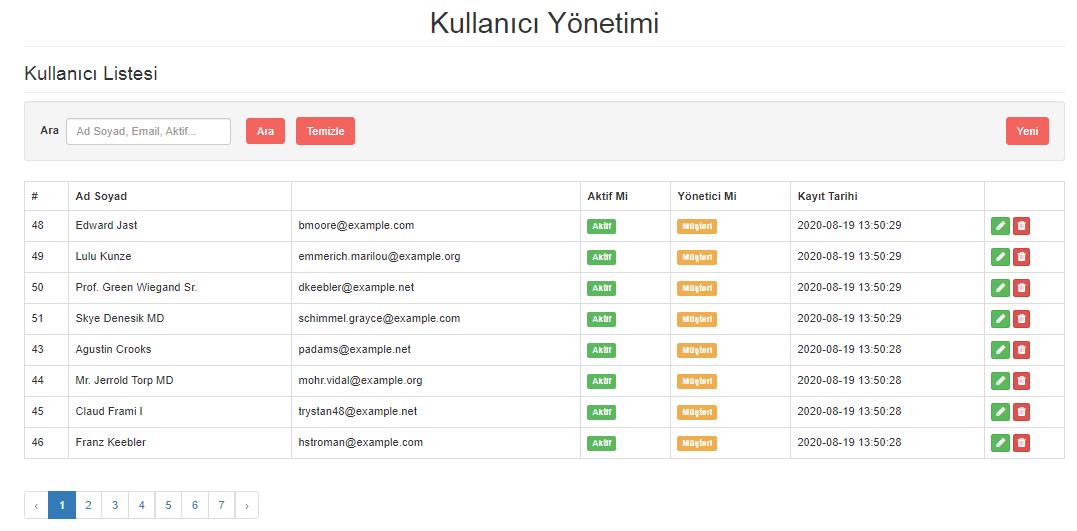 Kullanıcı Yönetimi
Kullanıcı Listesi
Ara Ad Soyad, Email, Aktif... Ara Temizle Yeni
# Ad Soyad Aktif Mi Yönetici Mi Kayıt Tarihi
48 Edward Jast bmoore@example.com Aktif Müşteri 2020-08-19 13:50:29
49 Lulu Kunze emmerich.marilou@example.org Aktif Müşteri 2020-08-19 13:50:29
50 Prof. Green Wiegand Sr. dkeebler@example.net Aktif Müşteri 2020-08-19 13:50:29
51 Skye Denesik MD schimmel.grayce@example.com Aktif Müşteri 2020-08-19 13:50:29
43 Agustin Crooks padams@example.net Aktif Müşteri 2020-08-19 13:50:28
44 Mr. Jerrold Torp MD mohr.vidal@example.org Aktif Müşteri 2020-08-19 13:50:28
45 Claud Frami I trystan48@example.net Aktif Müşteri 2020-08-19 13:50:28
46 Franz Keebler hstroman@example.com Aktif Müşteri 2020-08-19 13:50:28
‹ 1 2 3 4 5 6 7 ›